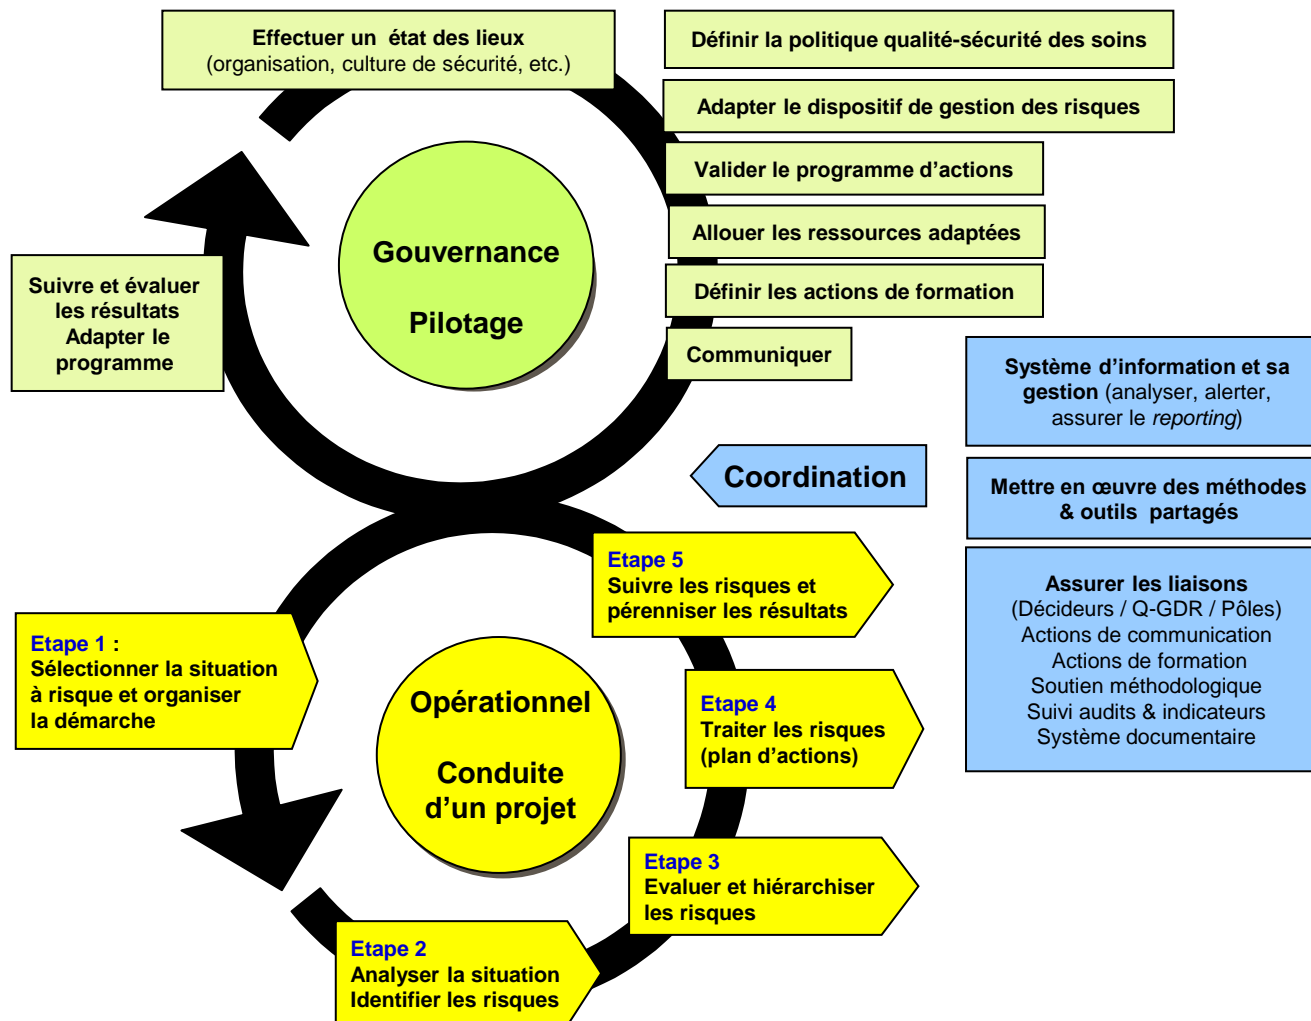 Effectuer un état des lieux
(organisation, culture de sécurité, etc.)
Définir la politique qualité-sécurité des soins
Adapter le dispositif de gestion des risques
Valider le programme d’actions
Allouer les ressources adaptées
Définir les actions de formation
Communiquer
Gouvernance
Pilotage
Suivre et évaluer
les résultats
Adapter le
programme
Système d’information et sa
gestion (analyser, alerter,
assurer le reporting)
Coordination
Mettre en œuvre des méthodes
& outils partagés
Assurer les liaisons
(Décideurs / Q-GDR / Pôles)
Actions de communication
Actions de formation
Soutien méthodologique
Suivi audits & indicateurs
Système documentaire
Etape 1 :
Sélectionner la situation
à risque et organiser
la démarche
Opérationnel
Conduite
d’un projet
Etape 5
Suivre les risques et
pérenniser les résultats
Etape 4
Traiter les risques
(plan d’actions)
Etape 3
Evaluer et hiérarchiser
les risques
Etape 2
Analyser la situation
Identifier les risques